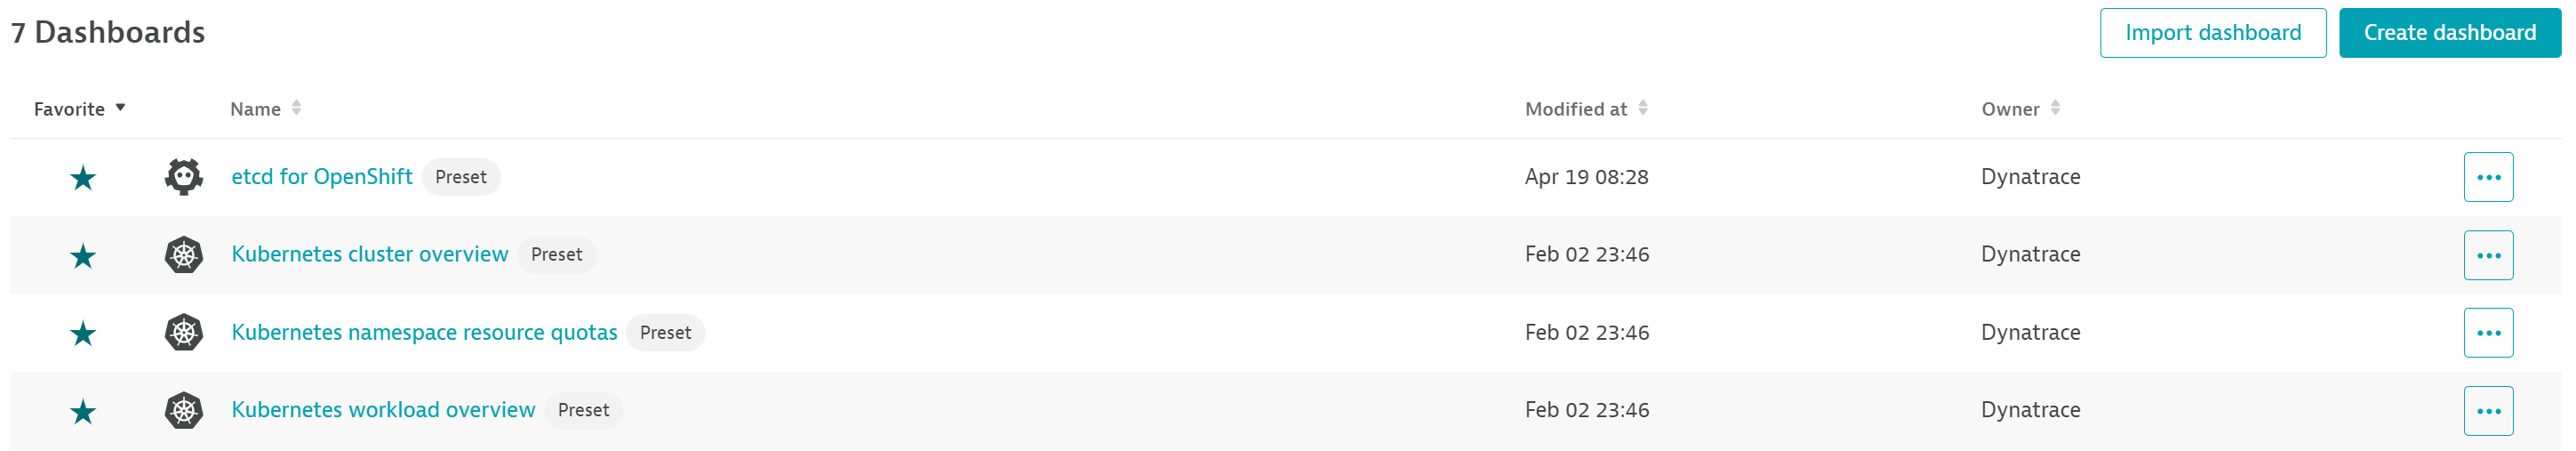 7 Dashboards Import dashboard Create dashboard
Favorite Name Modified at Owner
etcd for OpenShift Preset Apr 19 08:28 Dynatrace
Kubernetes cluster overview Preset Feb 02 23:46 Dynatrace
Kubernetes namespace resource quotas Preset Feb 02 23:46 Dynatrace
Kubernetes workload overview Preset Feb 02 23:46 Dynatrace